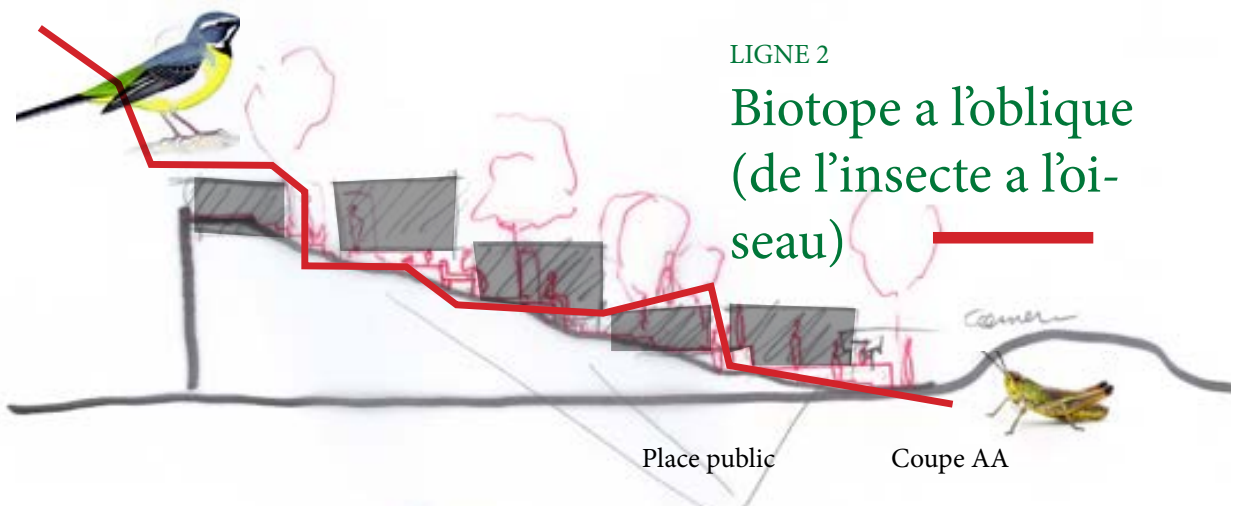 LIGNE 2
Biotope a l’oblique
(de l’insecte a l’oi-
seau)
Place public
Coupe AA